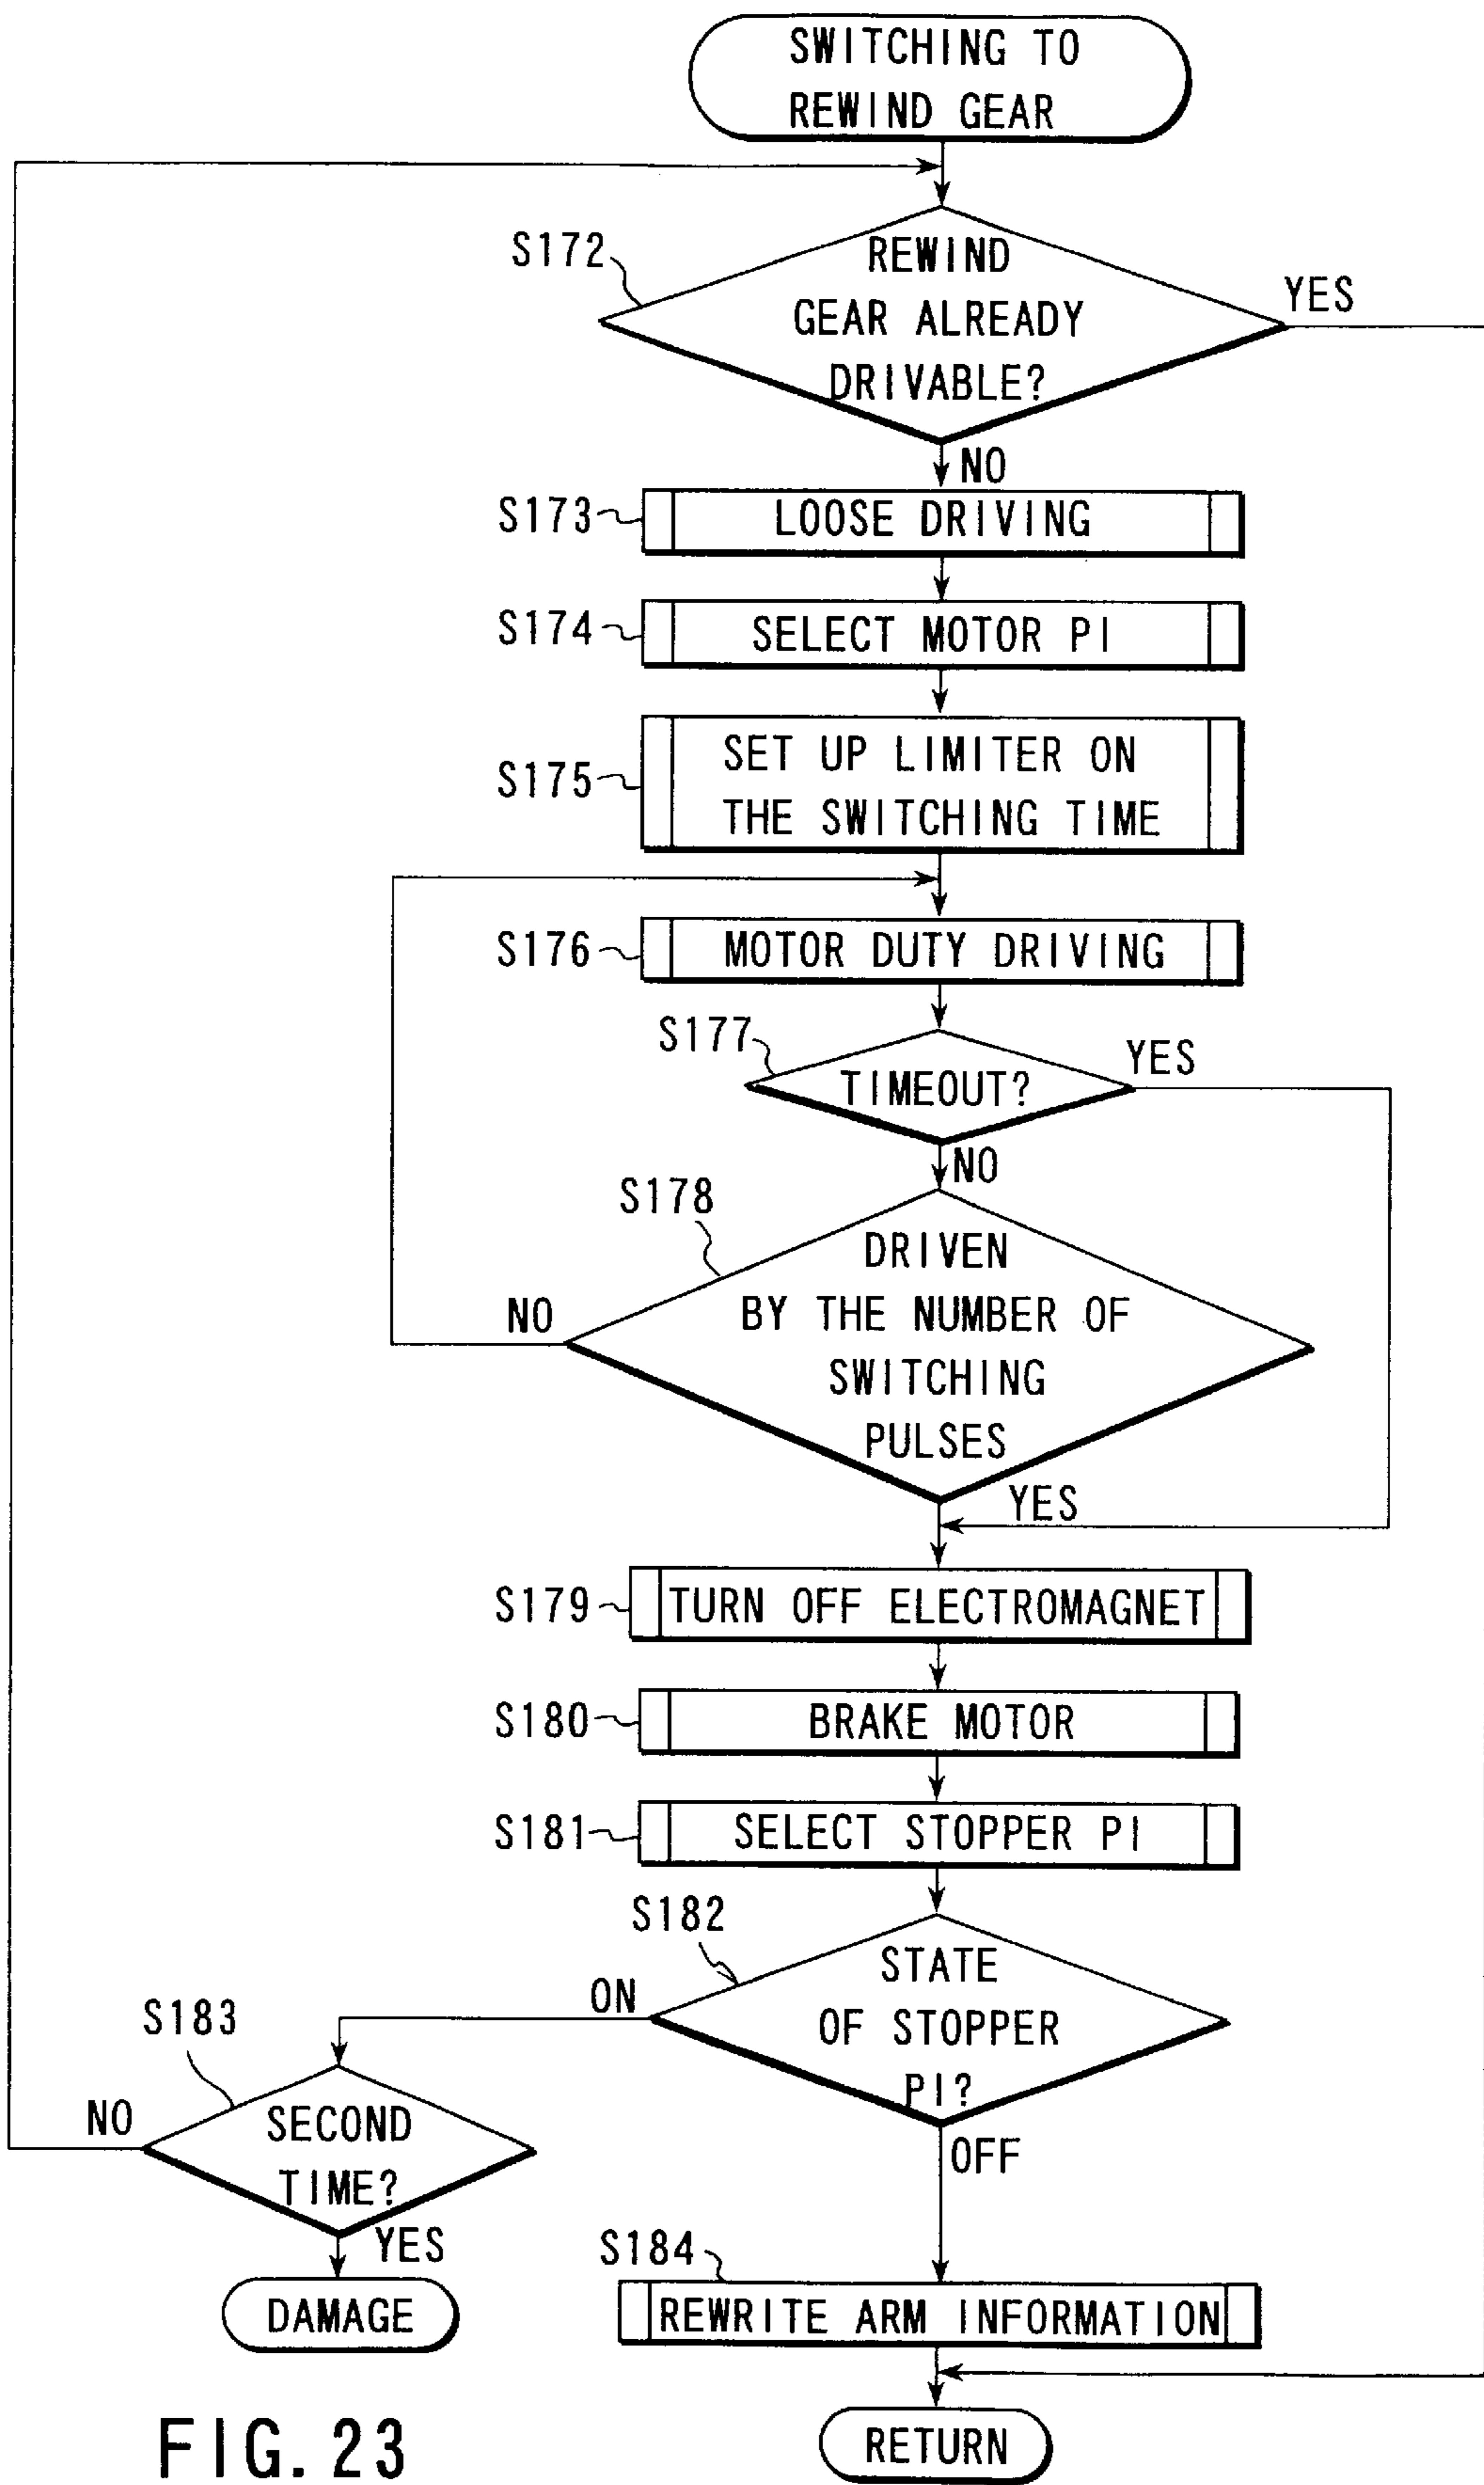 SWITCHING TO
REWIND GEAR
S172
REWIND
GEAR ALREADY
DRIVABLE?
YES
NO
S173
LOOSE DRIVING
S174
SELECT MOTOR PI
S175
SET UP LIMITER ON
THE SWITCHING TIME
S176
MOTOR DUTY DRIVING
S177
TIMEOUT?
YES
NO
S178
DRIVEN
BY THE NUMBER OF
SWITCHING
PULSES
NO
YES
S179
TURN OFF ELECTROMAGNET
S180
BRAKE MOTOR
S181
SELECT STOPPER PI
S182
STATE
OF STOPPER
PI?
ON
OFF
S183
SECOND
TIME?
NO
YES
DAMAGE
S184
REWRITE ARM INFORMATION
RETURN
FIG. 23